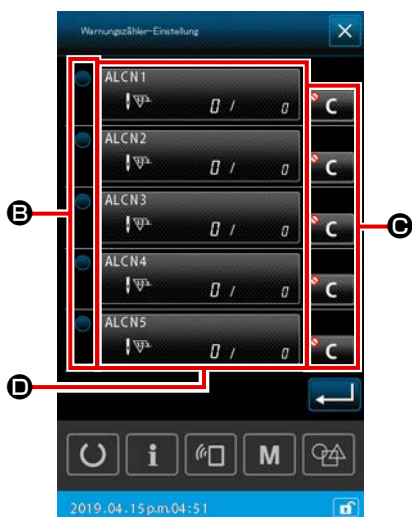 Warnungszähler-Einstellung
ALCN1
0 / 0
C
ALCN2
0 / 0
C
ALCN3
0 / 0
C
ALCN4
0 / 0
C
ALCN5
0 / 0
C
B
C
D
i
M
2019.04.15 p.m.04:51